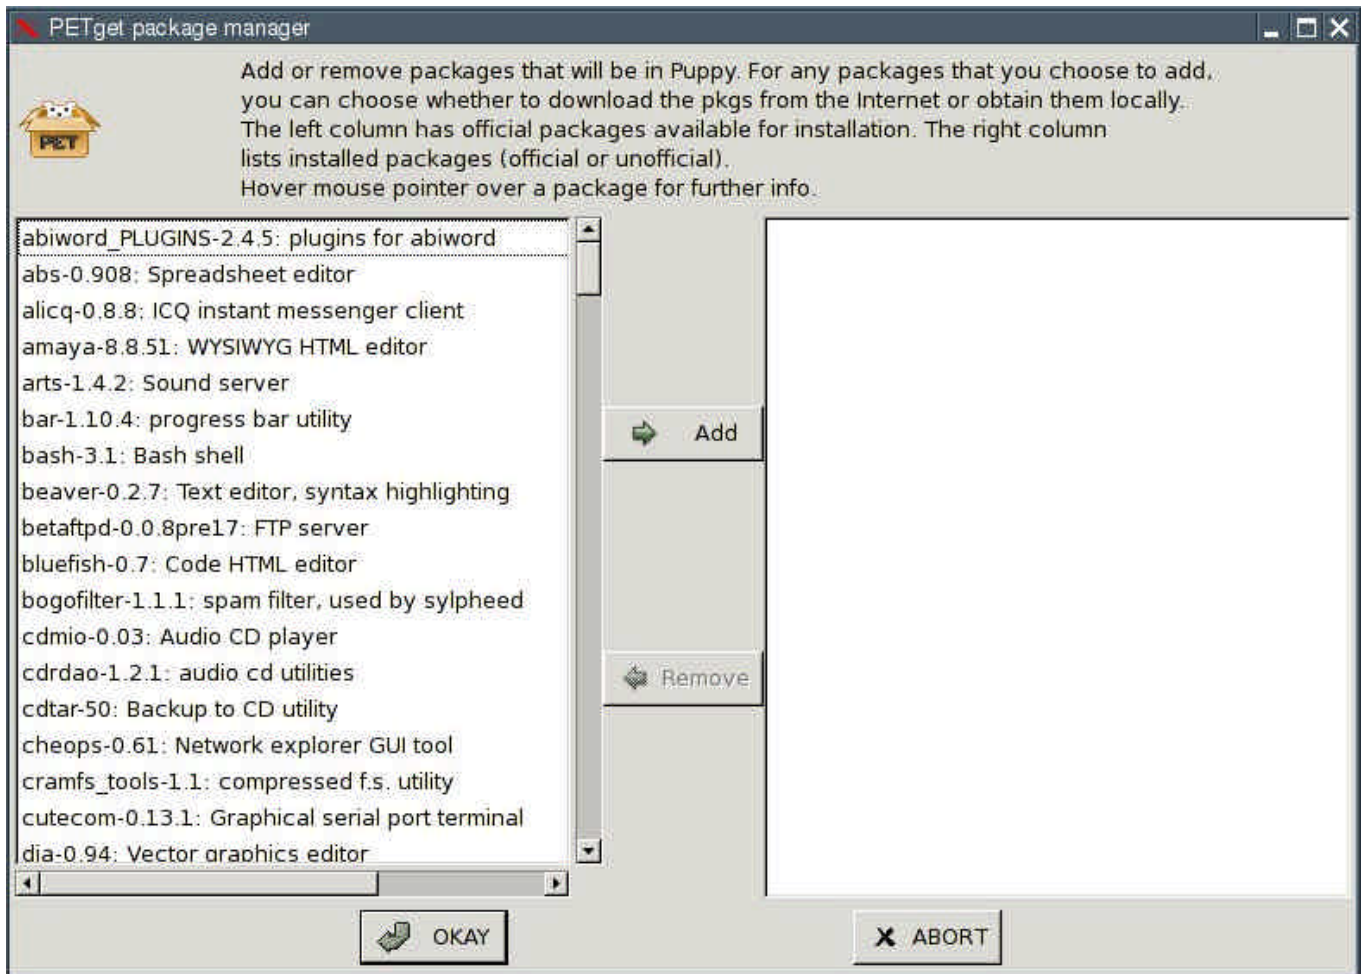 PETget package manager
Add or remove packages that will be in Puppy. For any packages that you choose to add,
you can choose whether to download the pkgs from the Internet or obtain them locally.
The left column has official packages available for installation. The right column
lists installed packages (official or unofficial).
Hover mouse pointer over a package for further info.
PET
abiword_PLUGINS-2.4.5: plugins for abiword
abs-0.908: Spreadsheet editor
alicq-0.8.8: ICQ instant messenger client
amaya-8.8.51: WYSIWYG HTML editor
arts-1.4.2: Sound server
bar-1.10.4: progress bar utility
bash-3.1: Bash shell
beaver-0.2.7: Text editor, syntax highlighting
betaftpd-0.0.8pre17: FTP server
bluefish-0.7: Code HTML editor
bogofilter-1.1.1: spam filter, used by sylpheed
cdmio-0.03: Audio CD player
cdrdao-1.2.1: audio cd utilities
cdtar-50: Backup to CD utility
cheops-0.61: Network explorer GUI tool
cramfs_tools-1.1: compressed f.s. utility
cutecom-0.13.1: Graphical serial port terminal
dia-0.94: Vector graphics editor
Add
Remove
OKAY
ABORT